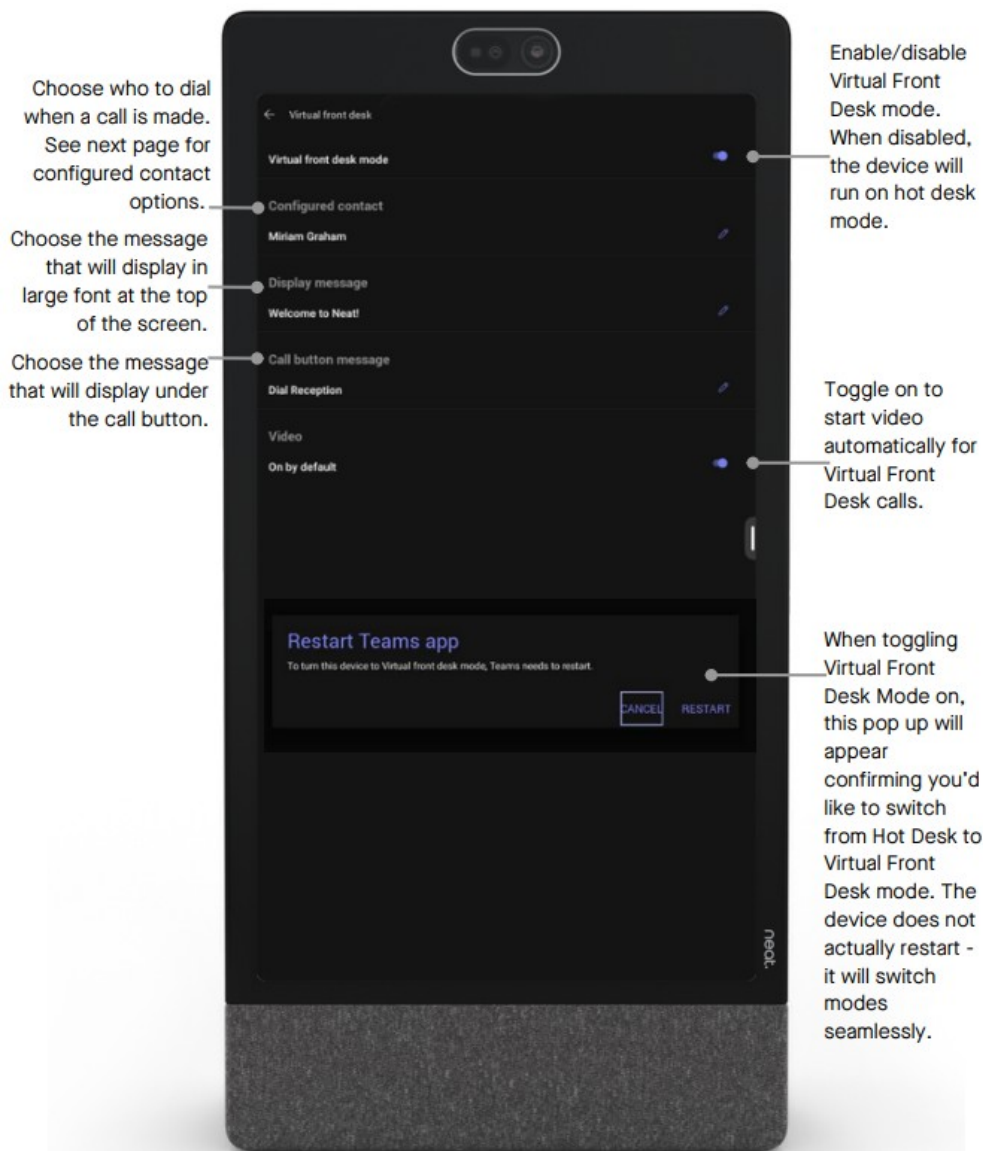 Choose who to dial
when a call is made.
See next page for
configured contact
options.
Choose the message
that will display in
large font at the top
of the screen.
Choose the message
that will display under
the call button.
Virtual front desk
Virtual front desk mode
Configured contact
Miriam Graham
Display message
Welcome to Neat!
Call button message
Dial Reception
Video
On by default
Restart Teams app
To turn this device to Virtual front desk mode, Teams needs to restart.
CANCEL RESTART
neat.
Enable/disable
Virtual Front
Desk mode.
When disabled,
the device will
run on hot desk
mode.
Toggle on to
start video
automatically for
Virtual Front
Desk calls.
When toggling
Virtual Front
Desk Mode on,
this pop up will
appear
confirming you'd
like to switch
from Hot Desk to
Virtual Front
Desk mode. The
device does not
actually restart -
it will switch
modes
seamlessly.